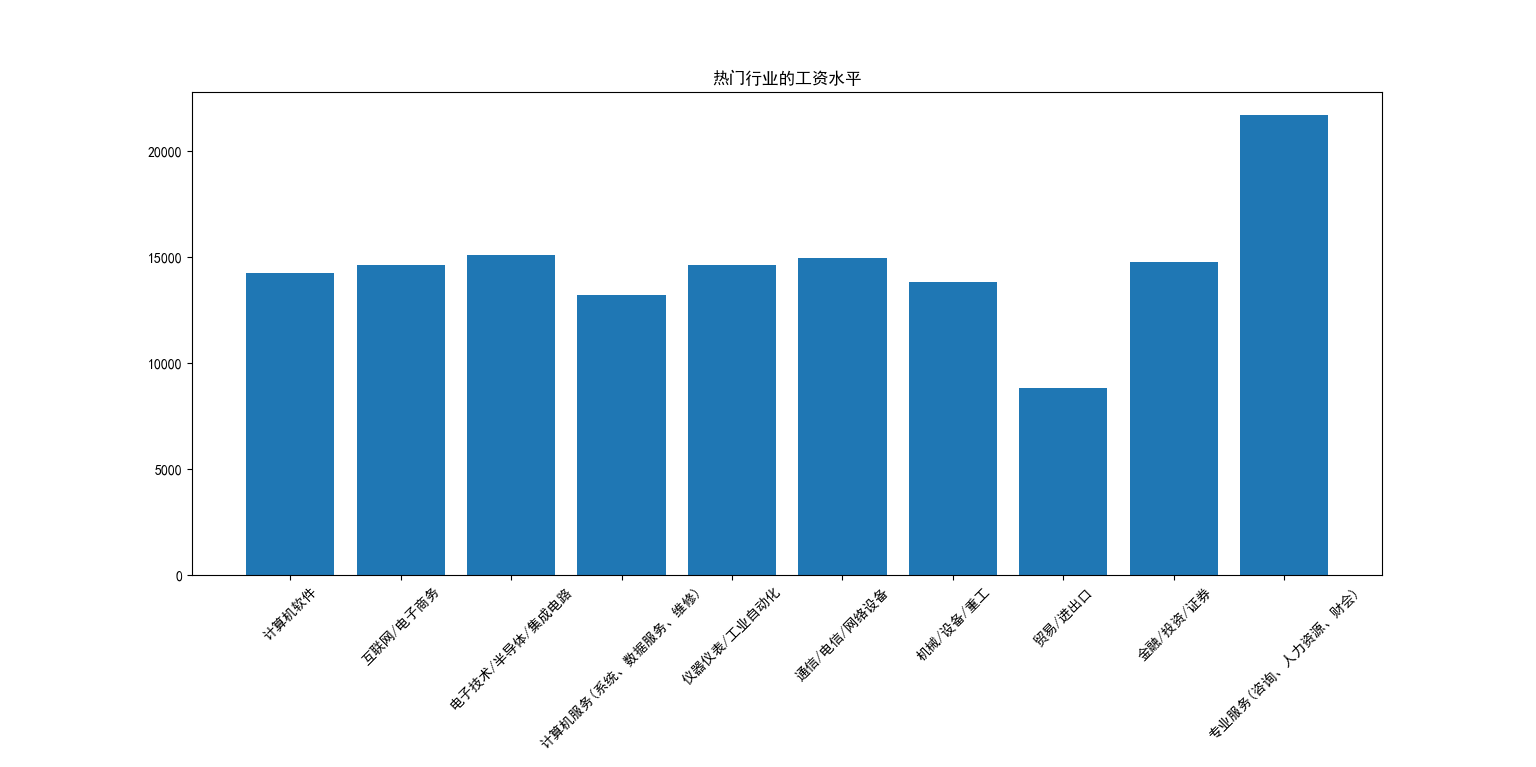 热门行业的工资水平
20000
15000
10000
5000
0
计算机软件
互联网/电子商务
电子技术/半导体/集成电路
计算机服务(系统、数据服务、维修)
仪器仪表/工业自动化
通信/电信/网络设备
机械/设备/重工
贸易/进出口
金融/投资/证券
专业服务(咨询、人力资源、财会)